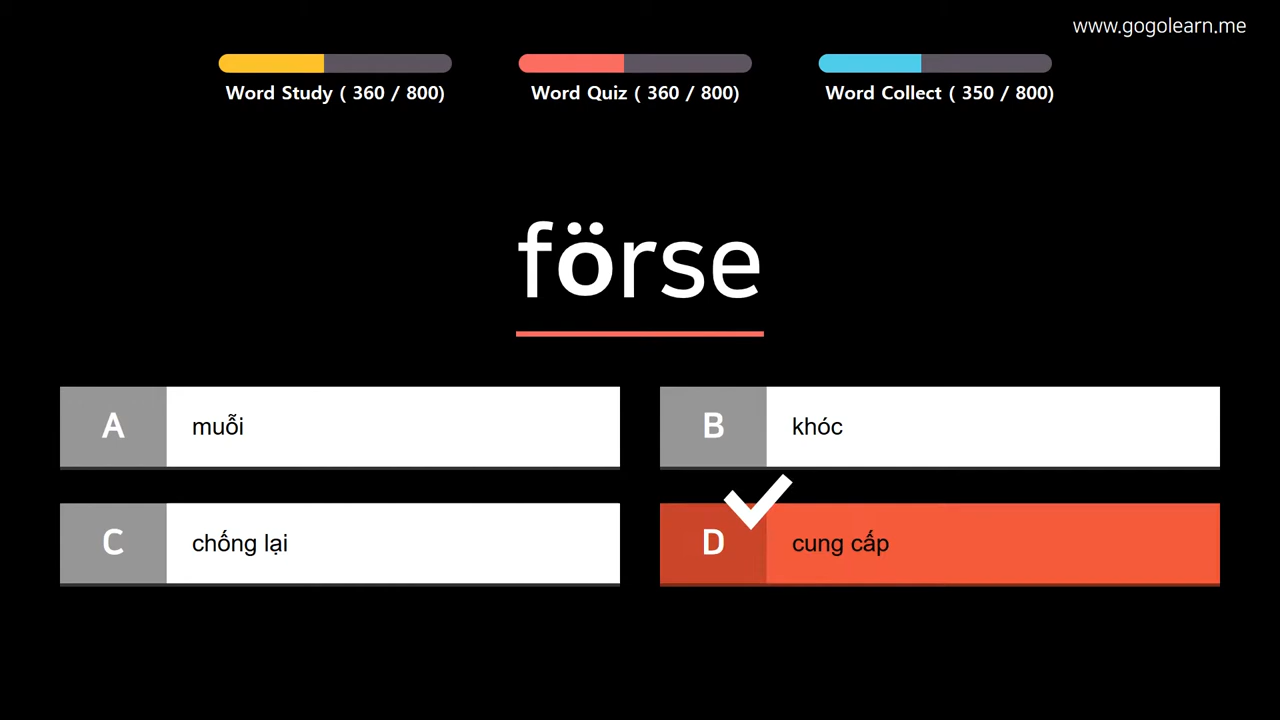 www.gogolearn.me
Word Study ( 360 / 800)
Word Quiz ( 360 / 800)
Word Collect ( 350 / 800)
förse
A muỗi
B khóc
C chống lại
D cung cấp